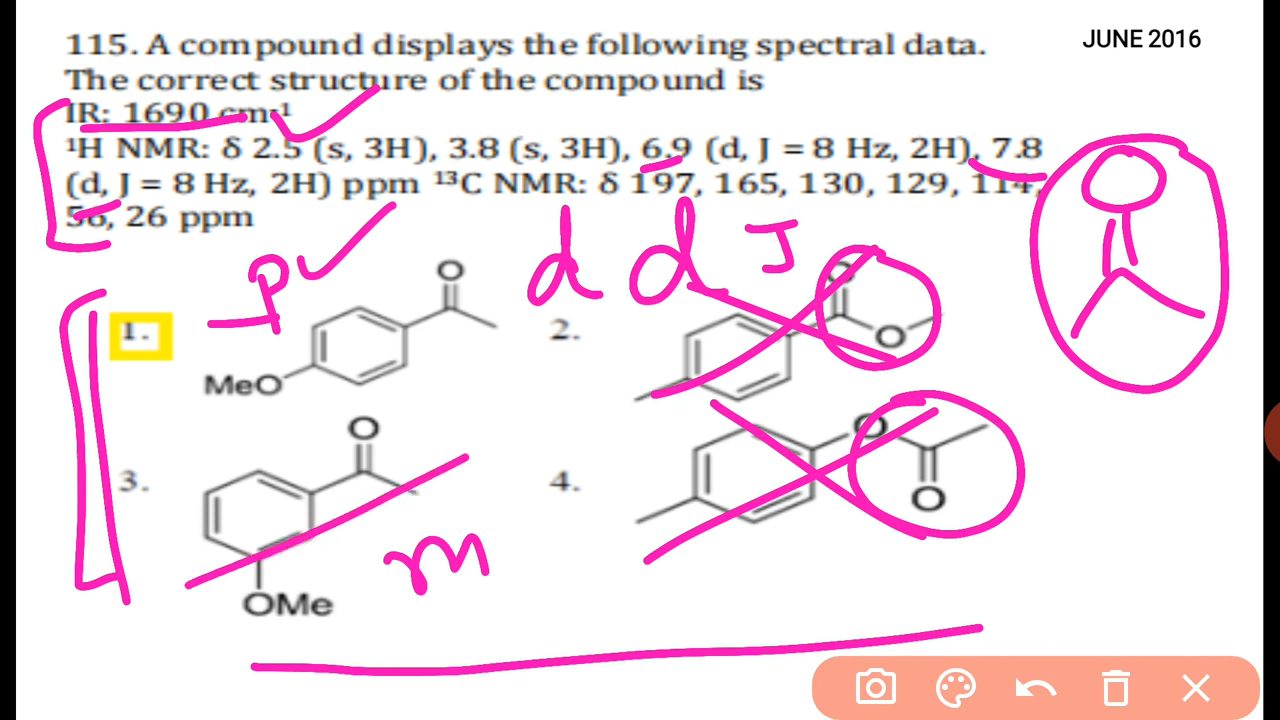 115. A compound displays the following spectral data.
JUNE 2016
The correct structure of the compound is
IR: 1690 cm-¹
¹H NMR: δ 2.5 (s, 3H), 3.8 (s, 3H), 6.9 (d, J = 8 Hz, 2H), 7.8
(d, J = 8 Hz, 2H) ppm ¹³C NMR: δ 197, 165, 130, 129, 114,
56, 26 ppm
p d d J
O O
1. 2.
O
MeO
O O
3. 4.
O
m
OMe